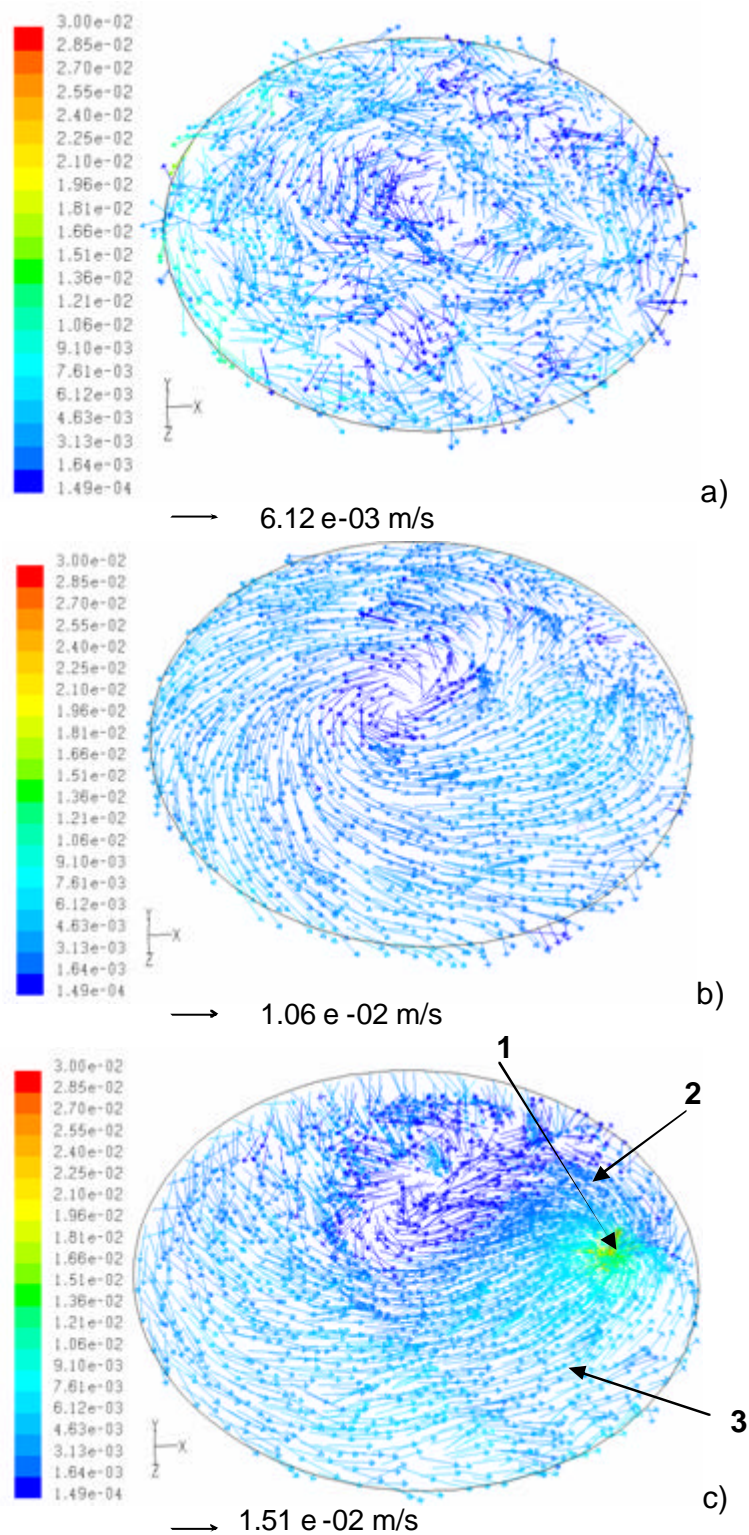 3.00e-02
2.85e-02
2.70e-02
2.55e-02
2.40e-02
2.25e-02
2.10e-02
1.96e-02
1.81e-02
1.66e-02
1.51e-02
1.36e-02
1.21e-02
1.06e-02
9.10e-03
7.61e-03
6.12e-03
4.63e-03
3.13e-03
1.64e-03
1.49e-04
Y
X
Z
a)
6.12 e-03 m/s
3.00e-02
2.85e-02
2.70e-02
2.55e-02
2.40e-02
2.25e-02
2.10e-02
1.96e-02
1.81e-02
1.66e-02
1.51e-02
1.36e-02
1.21e-02
1.06e-02
9.10e-03
7.61e-03
6.12e-03
4.63e-03
3.13e-03
1.64e-03
1.49e-04
Y
X
Z
b)
1.06 e -02 m/s
1
2
3.00e-02
2.85e-02
2.70e-02
2.55e-02
2.40e-02
2.25e-02
2.10e-02
1.96e-02
1.81e-02
1.66e-02
1.51e-02
1.36e-02
1.21e-02
1.06e-02
9.10e-03
7.61e-03
6.12e-03
4.63e-03
3.13e-03
1.64e-03
1.49e-04
Y
X
Z
3
c)
1.51 e -02 m/s